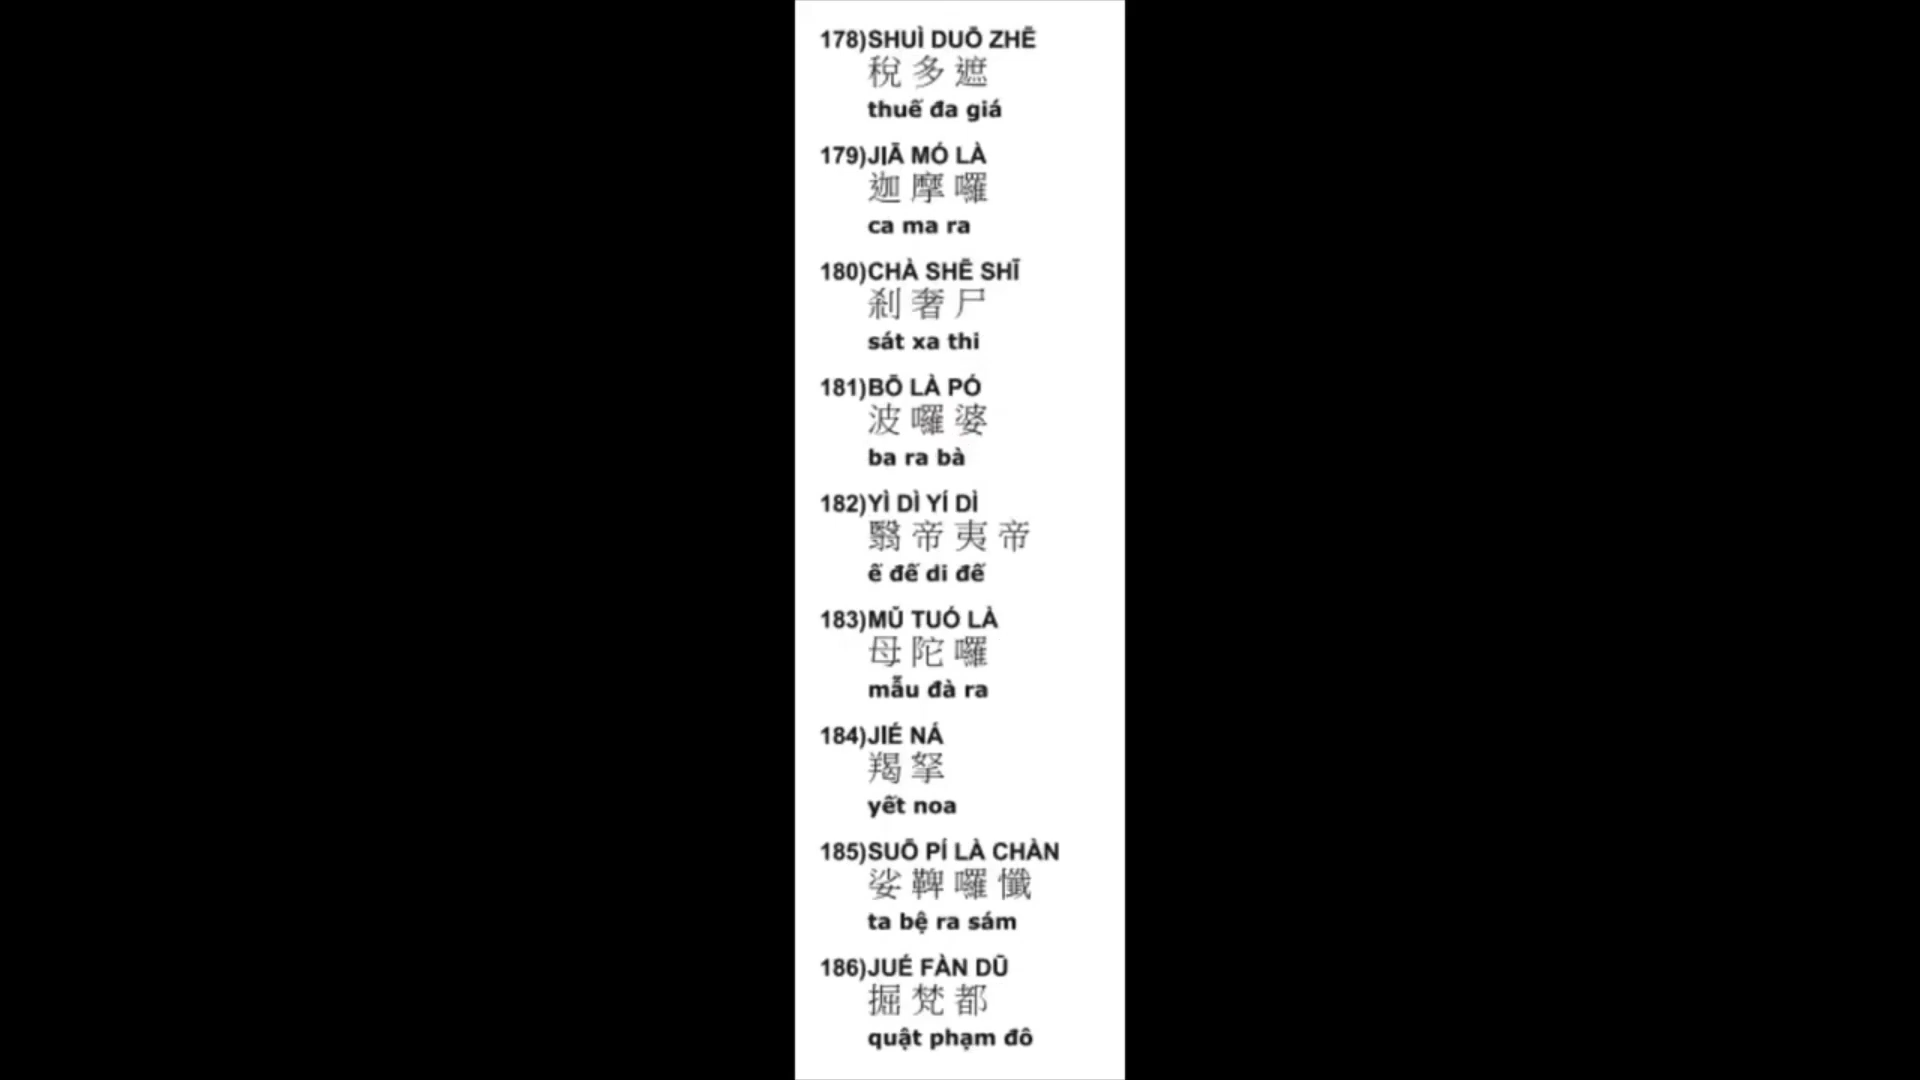 178)SHUÌ DUŌ ZHĒ
稅 多 遮
thuế đa giá
179)JIĀ MÓ LÀ
迦 摩 囉
ca ma ra
180)CHÀ SHĒ SHĪ
剎 奢 尸
sát xa thi
181)BŌ LÀ PÓ
波 囉 婆
ba ra bà
182)YÌ DÌ YÍ DÌ
翳 帝 夷 帝
ế đế di đế
183)MŬ TUÓ LÀ
母 陀 囉
mẫu đà ra
184)JIÉ NÁ
羯 拏
yết noa
185)SUŌ PÍ LÀ CHÀN
娑 鞞 囉 懺
ta bệ ra sám
186)JUÉ FÀN DŪ
掘 梵 都
quật phạm đô